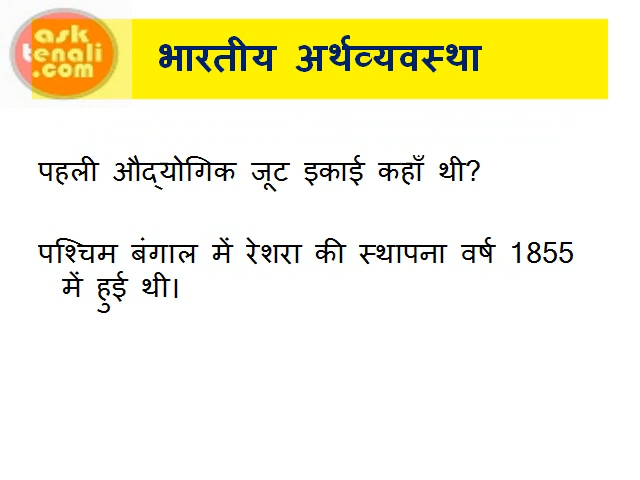 ask
tenali
.com
भारतीय अर्थव्यवस्था
पहली औद्योगिक जूट इकाई कहाँ थी?
पश्चिम बंगाल में रेशरा की स्थापना वर्ष 1855
में हुई थी।